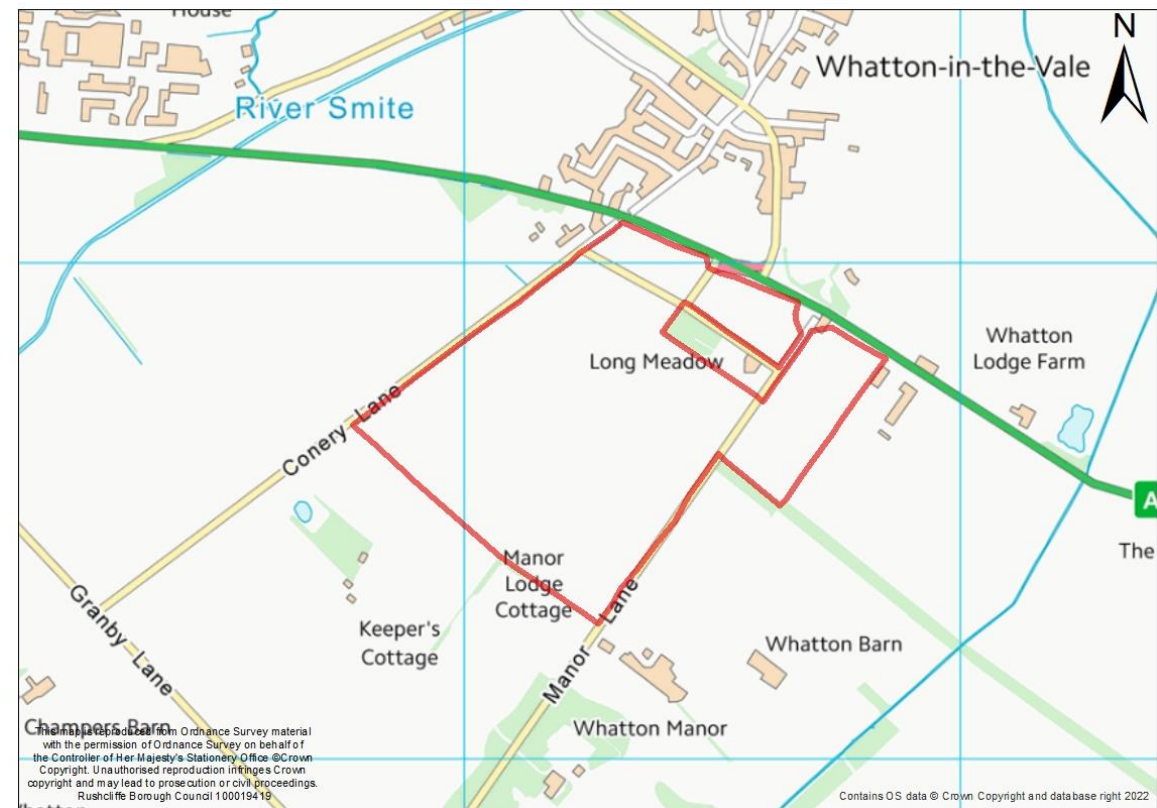 House
N
Whatton-in-the-Vale
River Smite
Whatton
Lodge Farm
Long Meadow
Conery Lane
A
The
Manor
Lodge
Cottage
Manor Lane
Keeper's
Cottage
Whatton Barn
Granby Lane
Whatton Manor
Champers Barn
This map is reproduced from Ordnance Survey material
with the permission of Ordnance Survey on behalf of
the Controller of Her Majesty's Stationery Office ©Crown
Copyright. Unauthorised reproduction infringes Crown
copyright and may lead to prosecution or civil proceedings.
Rushcliffe Borough Council 100019419
Contains OS data © Crown Copyright and database right 2022